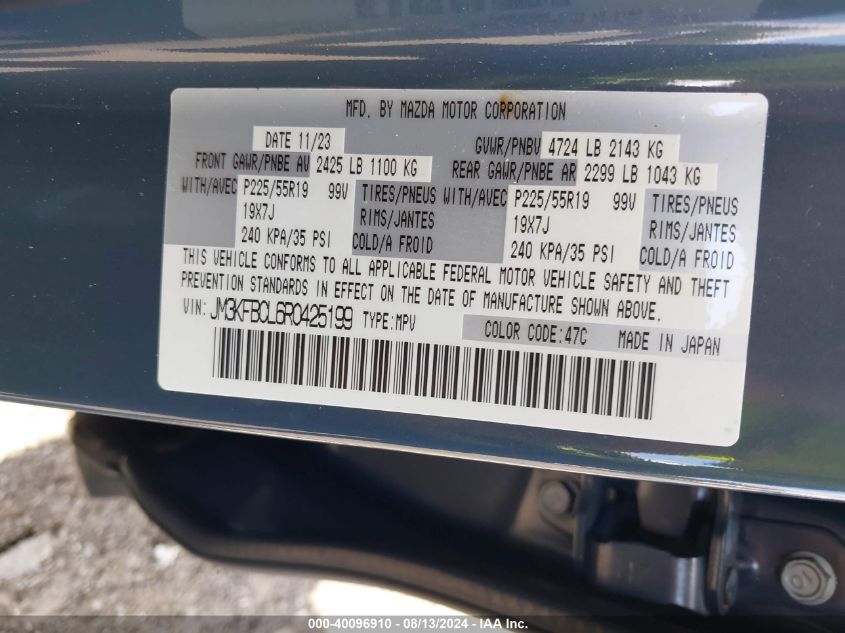 MFD. BY MAZDA MOTOR CORPORATION
DATE 11/23 GVWR/PNBV 4724 LB 2143 KG
FRONT GAWR/PNBE AV 2425 LB 1100 KG REAR GAWR/PNBE AR 2299 LB 1043 KG
WITH/AVEC P225/55R19 99V TIRES/PNEUS WITH/AVEC P225/55R19 99V TIRES/PNEUS
19X7J RIMS/JANTES 19X7J RIMS/JANTES
240 KPA/35 PSI COLD/A FROID 240 KPA/35 PSI COLD/A FROID
THIS VEHICLE CONFORMS TO ALL APPLICABLE FEDERAL MOTOR VEHICLE SAFETY AND THEFT
PREVENTION STANDARDS IN EFFECT ON THE DATE OF MANUFACTURE SHOWN ABOVE.
VIN: JM3KFBCL6R0425199 TYPE:MPV COLOR CODE:47C MADE IN JAPAN
10
000-40096910 - 08/13/2024 - IAA Inc.